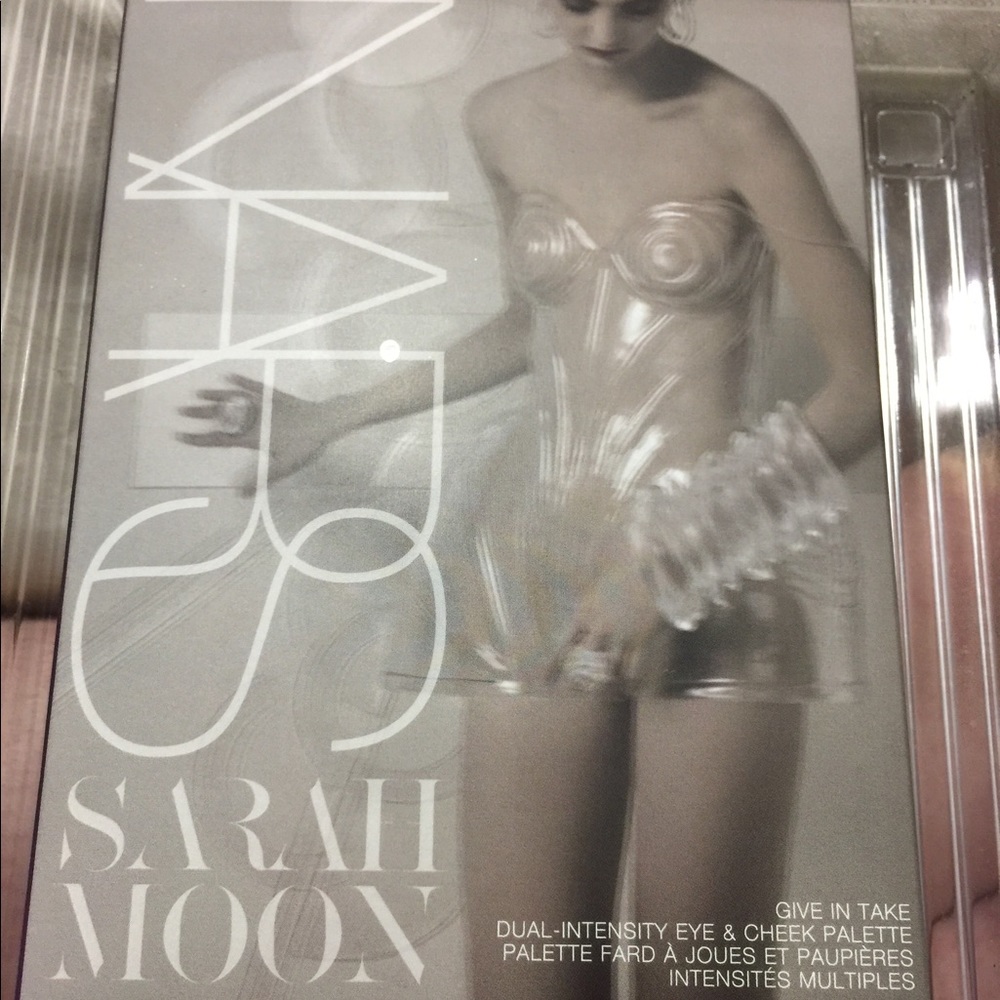 NARS
SARAH
MOON
GIVE IN TAKE
DUAL-INTENSITY EYE & CHEEK PALETTE
PALETTE FARD À JOUES ET PAUPIÈRES
INTENSITÉS MULTIPLES